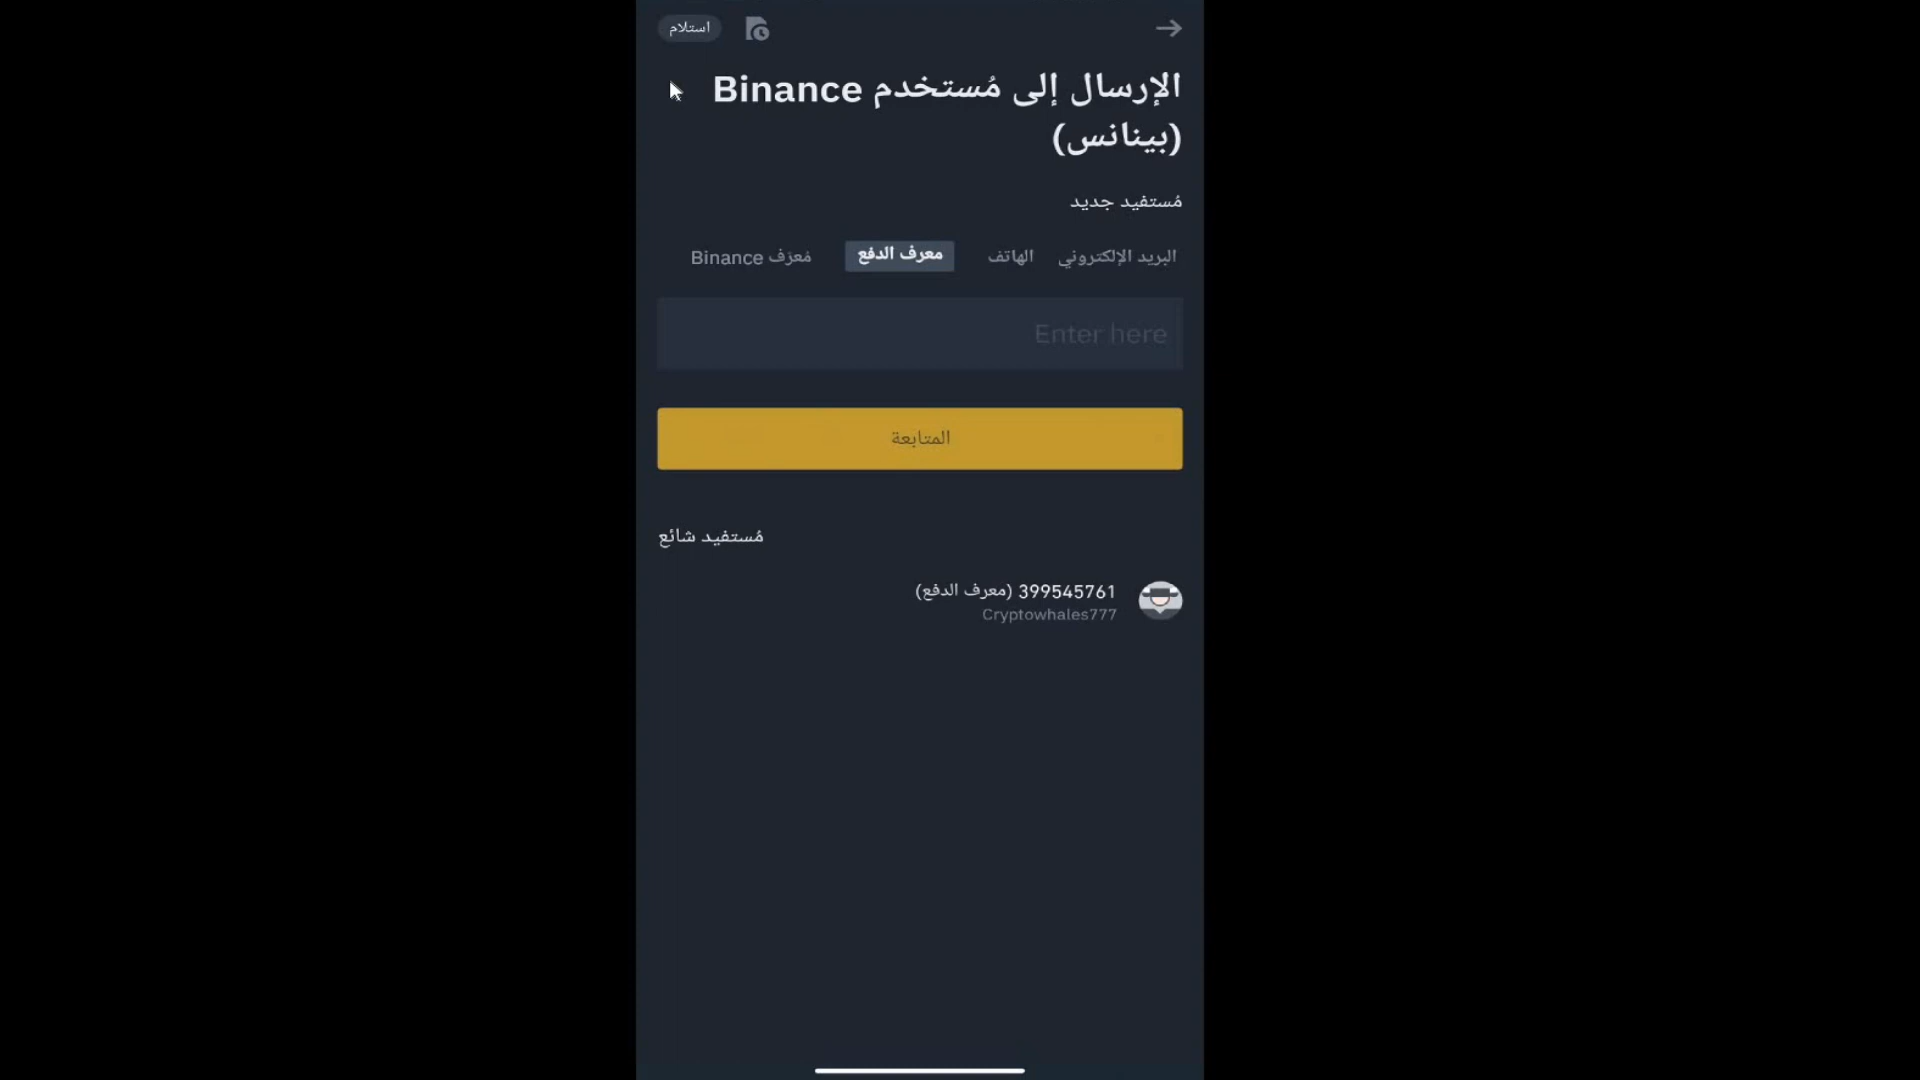 استلام
الإرسال إلى مُستخدم Binance
(بينانس)
مُستفيد جديد
البريد الإلكتروني الهاتف معرف الدفع مُعرّف Binance
Enter here
المتابعة
مُستفيد شائع
399545761 (معرف الدفع)
Cryptowhales777